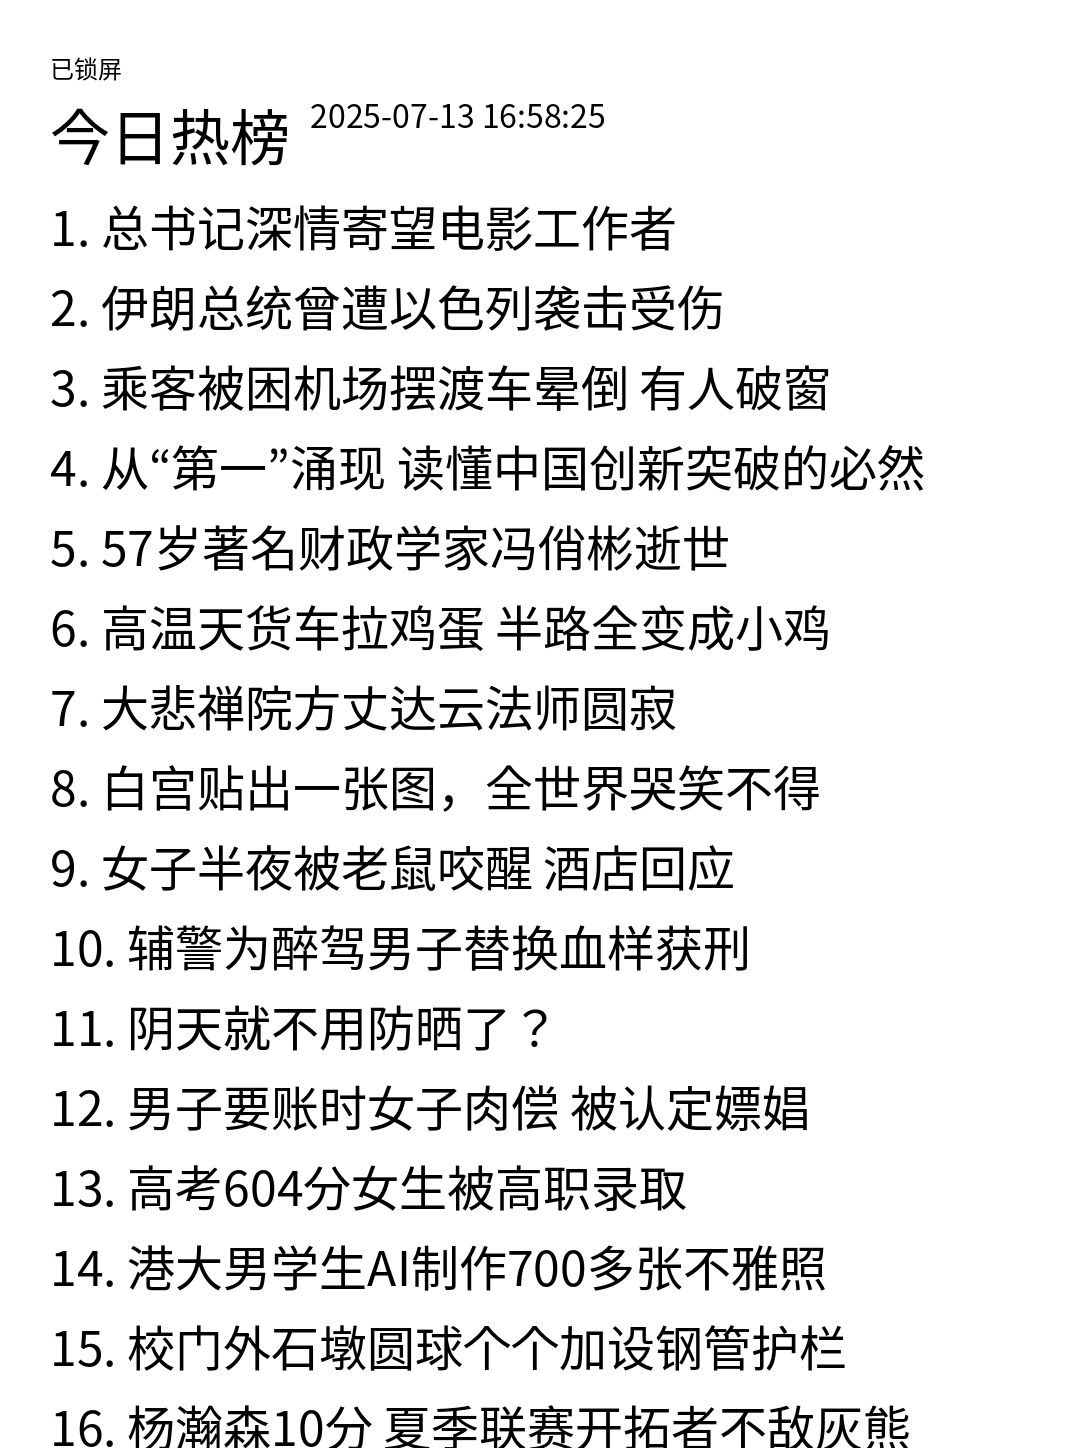 已锁屏
今日热榜 2025-07-13 16:58:25
1. 总书记深情寄望电影工作者
2. 伊朗总统曾遭以色列袭击受伤
3. 乘客被困机场摆渡车晕倒 有人破窗
4. 从“第一”涌现 读懂中国创新突破的必然
5. 57岁著名财政学家冯俏彬逝世
6. 高温天货车拉鸡蛋 半路全变成小鸡
7. 大悲禅院方丈达云法师圆寂
8. 白宫贴出一张图，全世界哭笑不得
9. 女子半夜被老鼠咬醒 酒店回应
10. 辅警为醉驾男子替换血样获刑
11. 阴天就不用防晒了？
12. 男子要账时女子肉偿 被认定嫖娼
13. 高考604分女生被高职录取
14. 港大男学生AI制作700多张不雅照
15. 校门外石墩圆球个个加设钢管护栏
16. 杨瀚森10分 夏季联赛开拓者不敌灰熊